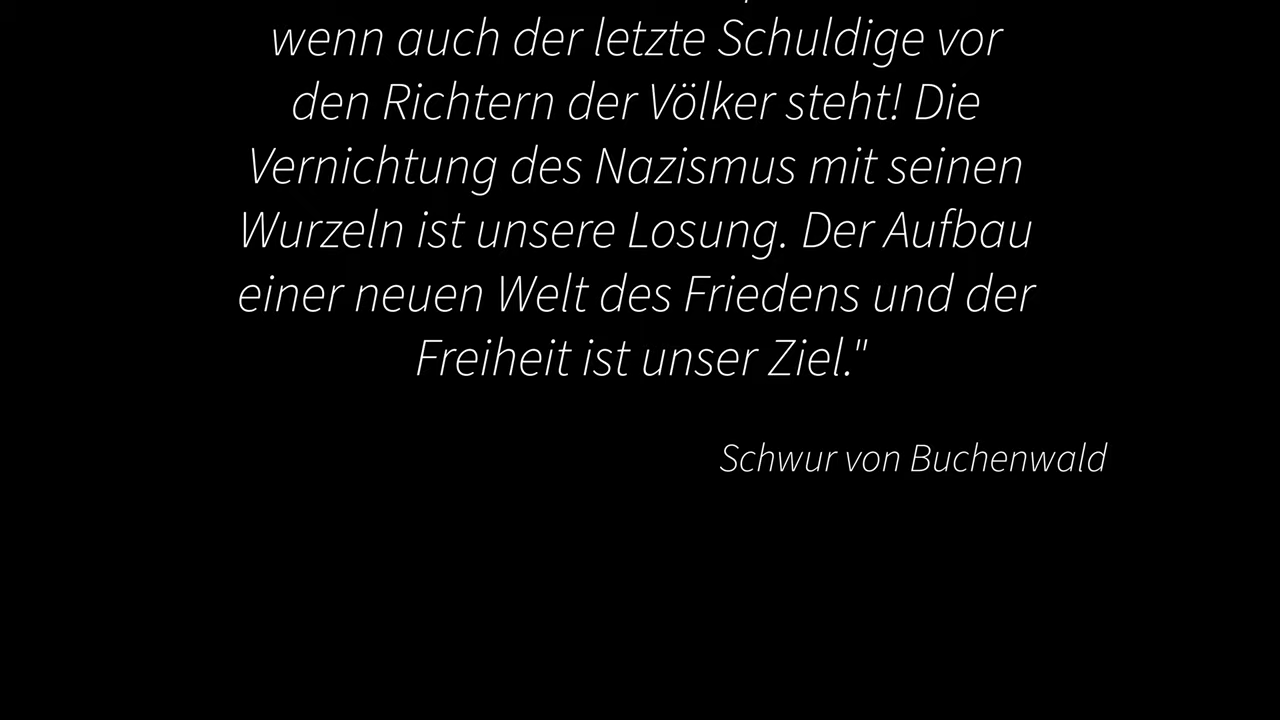 wenn auch der letzte Schuldige vor
den Richtern der Völker steht! Die
Vernichtung des Nazismus mit seinen
Wurzeln ist unsere Losung. Der Aufbau
einer neuen Welt des Friedens und der
Freiheit ist unser Ziel."
Schwur von Buchenwald